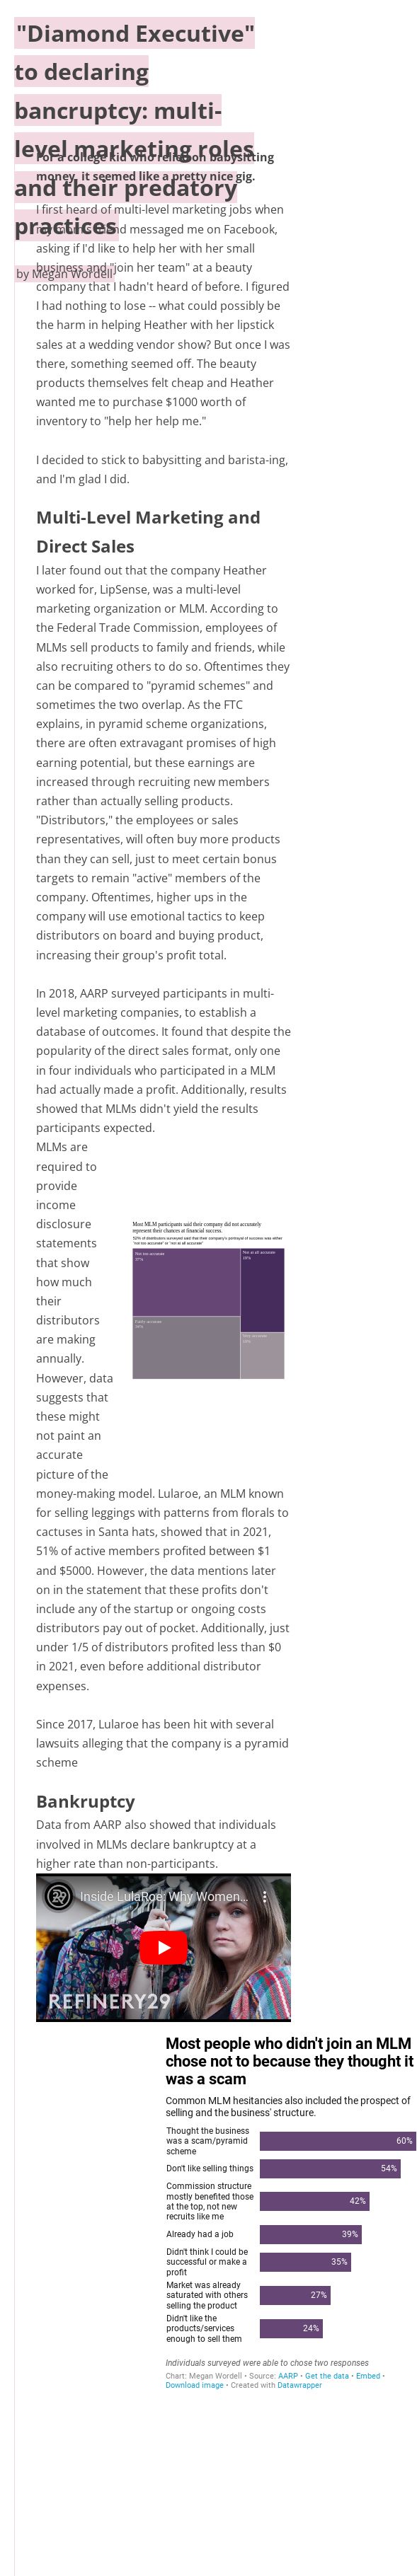 "Diamond Executive"
to declaring
bancruptcy: multi-
level marketing roles
and their predatory
practices
by Megan Wordell
For a college kid who relied on babysitting
money, it seemed like a pretty nice gig.
I first heard of multi-level marketing jobs when
my mom's friend messaged me on Facebook,
asking if I'd like to help her with her small
business and "join her team" at a beauty
company that I hadn't heard of before. I figured
I had nothing to lose -- what could possibly be
the harm in helping Heather with her lipstick
sales at a wedding vendor show? But once I was
there, something seemed off. The beauty
products themselves felt cheap and Heather
wanted me to purchase $1000 worth of
inventory to "help her help me."
I decided to stick to babysitting and barista-ing,
and I'm glad I did.
Multi-Level Marketing and
Direct Sales
I later found out that the company Heather
worked for, LipSense, was a multi-level
marketing organization or MLM. According to
the Federal Trade Commission, employees of
MLMs sell products to family and friends, while
also recruiting others to do so. Oftentimes they
can be compared to "pyramid schemes" and
sometimes the two overlap. As the FTC
explains, in pyramid scheme organizations,
there are often extravagant promises of high
earning potential, but these earnings are
increased through recruiting new members
rather than actually selling products.
"Distributors," the employees or sales
representatives, will often buy more products
than they can sell, just to meet certain bonus
targets to remain "active" members of the
company. Oftentimes, higher ups in the
company will use emotional tactics to keep
distributors on board and buying product,
increasing their group's profit total.
In 2018, AARP surveyed participants in multi-
level marketing companies, to establish a
database of outcomes. It found that despite the
popularity of the direct sales format, only one
in four individuals who participated in a MLM
had actually made a profit. Additionally, results
showed that MLMs didn't yield the results
participants expected.
MLMs are
required to
provide
income
disclosure
statements
that show
how much
their
distributors
are making
annually.
However, data
suggests that
these might
not paint an
accurate
picture of the
money-making model. Lularoe, an MLM known
for selling leggings with patterns from florals to
cactuses in Santa hats, showed that in 2021,
51% of active members profited between $1
and $5000. However, the data mentions later
on in the statement that these profits don't
include any of the startup or ongoing costs
distributors pay out of pocket. Additionally, just
under 1/5 of distributors profited less than $0
in 2021, even before additional distributor
expenses.
Most MLM participants said their company did not accurately
represent their chances at financial success.
52% of distributors surveyed said that their company's portrayal of success was either
"not too accurate" or "not at all accurate"
Not too accurate
Not at all accurate
Fairly accurate
Since 2017, Lularoe has been hit with several
lawsuits alleging that the company is a pyramid
scheme
Bankruptcy
Data from AARP also showed that individuals
involved in MLMs declare bankruptcy at a
higher rate than non-participants.
Inside LulaRoe: Why Women...
REFINERY29
Most people who didn't join an MLM
chose not to because they thought it
was a scam
Common MLM hesitancies also included the prospect of
selling and the business' structure.
Thought the business
was a scam/pyramid
scheme
60%
Don't like selling things
54%
Commission structure
mostly benefited those
at the top, not new
recruits like me
42%
Already had a job
39%
Didn't think I could be
successful or make a
profit
35%
Market was already
saturated with others
selling the product
27%
Didn't like the
products/services
enough to sell them
24%
Individuals surveyed were able to chose two responses
Chart: Megan Wordell • Source: AARP • Get the data • Embed •
Download image • Created with Datawrapper